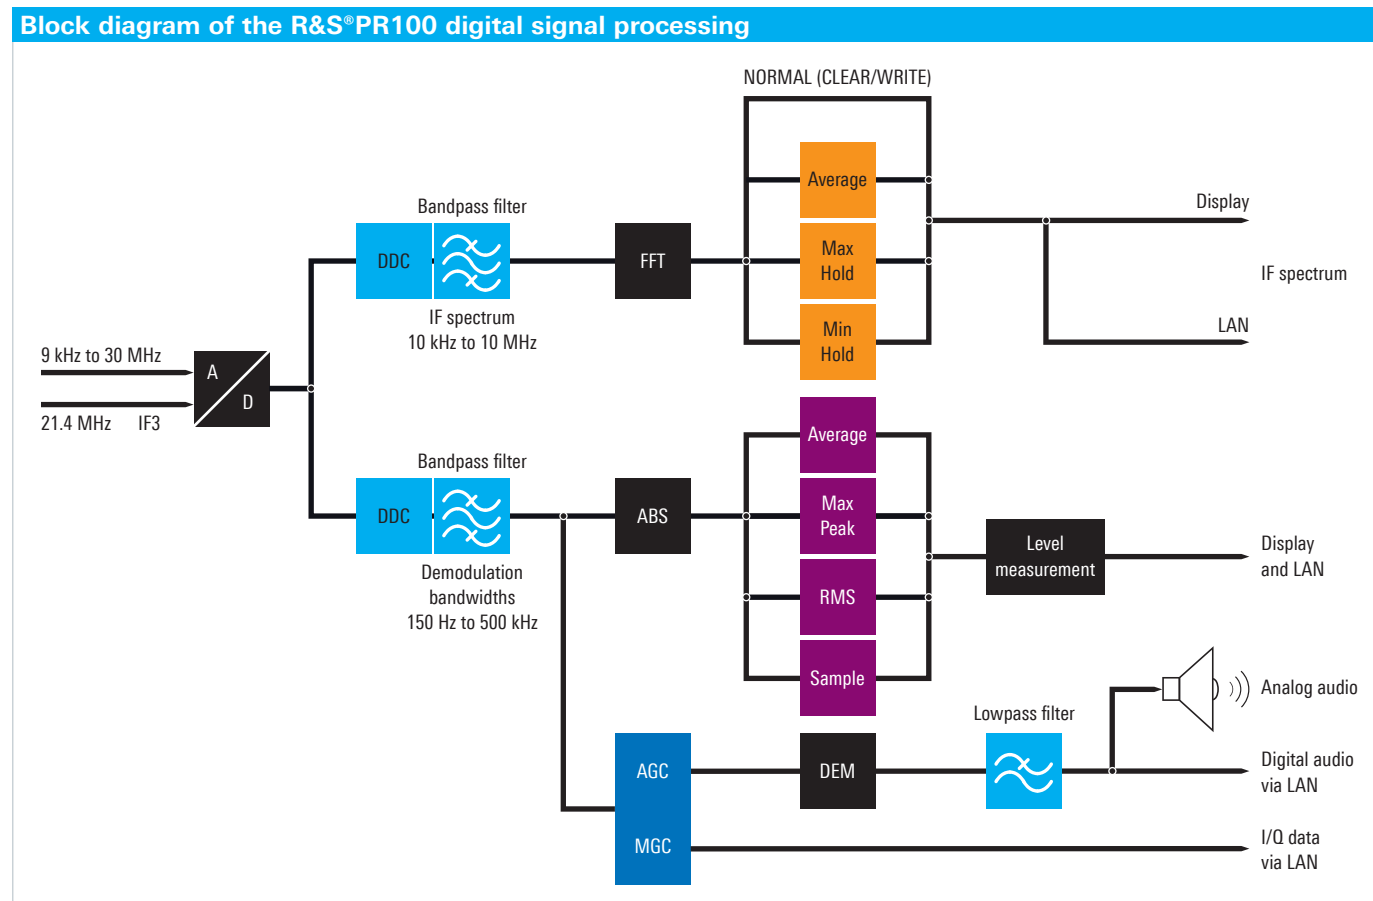 Block diagram of the R&S®PR100 digital signal processing
NORMAL (CLEAR/WRITE)
Average
Bandpass filter
Display
DDC
FFT
Max
Hold
IF spectrum
IF spectrum
10 kHz to 10 MHz
Min
Hold
LAN
9 kHz to 30 MHz
A
D
21.4 MHz IF3
Average
Bandpass filter
DDC
ABS
Max
Peak
Level
measurement
Display
and LAN
Demodulation
bandwidths
150 Hz to 500 kHz
RMS
Sample
Analog audio
Lowpass filter
AGC
DEM
Digital audio
via LAN
MGC
I/Q data
via LAN